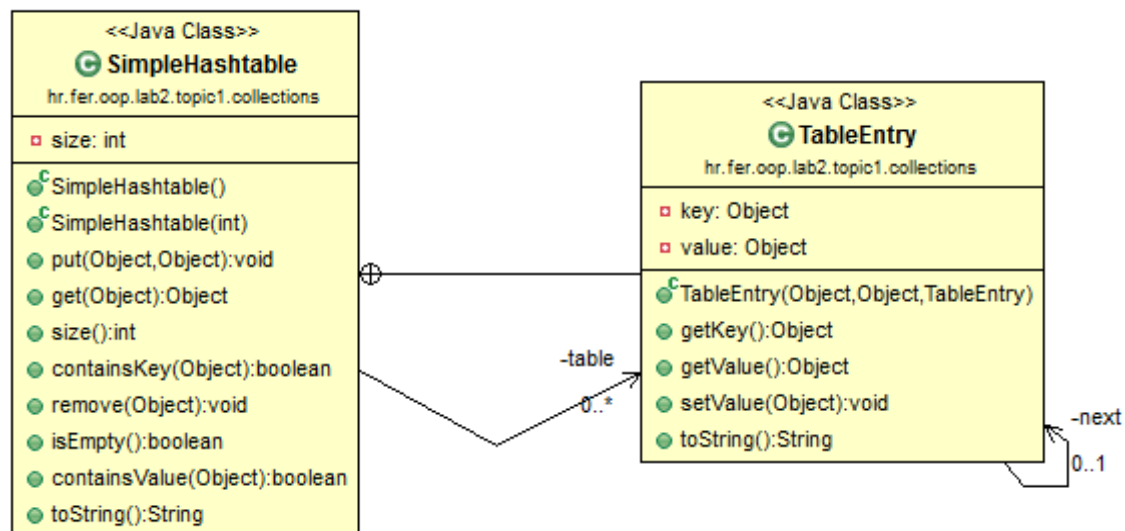 <<Java Class>>
SimpleHashtable
hr.fer.oop.lab2.topic1.collections
size: int
SimpleHashtable()
SimpleHashtable(int)
put(Object,Object):void
get(Object):Object
size():int
containsKey(Object):boolean
remove(Object):void
isEmpty():boolean
containsValue(Object):boolean
toString():String
-table
0..*
<<Java Class>>
TableEntry
hr.fer.oop.lab2.topic1.collections
key: Object
value: Object
TableEntry(Object,Object,TableEntry)
getKey():Object
getValue():Object
setValue(Object):void
toString():String
-next
0..1